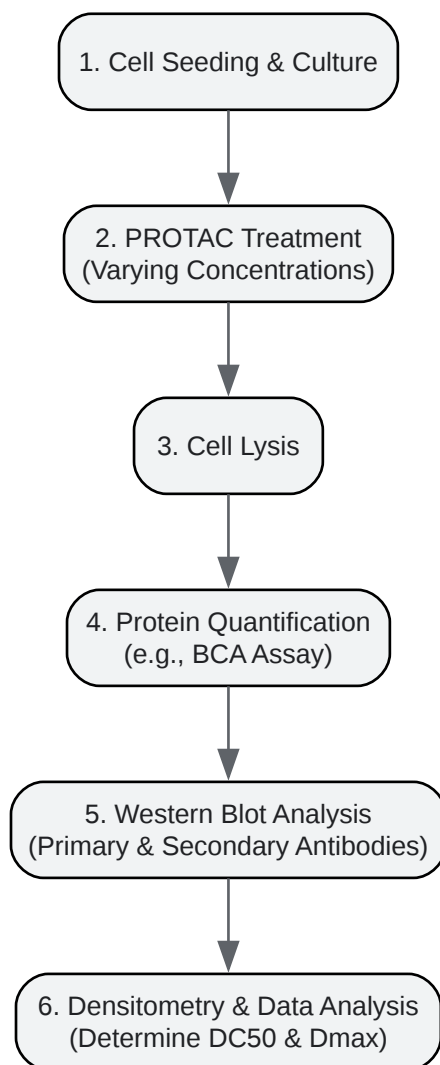 1. Cell Seeding & Culture
2. PROTAC Treatment
(Varying Concentrations)
3. Cell Lysis
4. Protein Quantification
(e.g., BCA Assay)
5. Western Blot Analysis
(Primary & Secondary Antibodies)
6. Densitometry & Data Analysis
(Determine DC50 & Dmax)